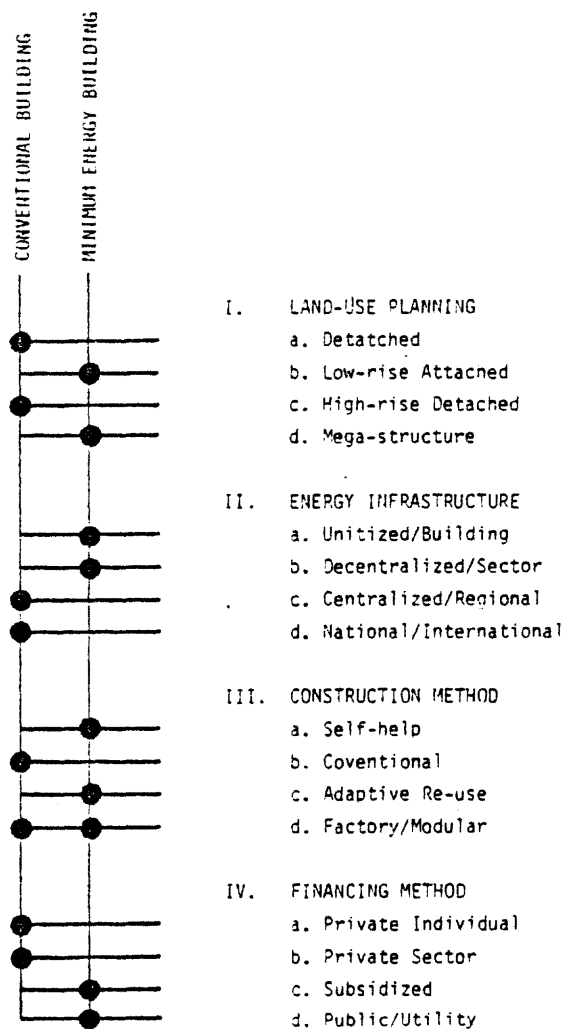 CONVENTIONAL BUILDING
MINIMUM ENERGY BUILDING
I. LAND-USE PLANNING
a. Detatched
b. Low-rise Attacned
c. High-rise Detached
d. Mega-structure
II. ENERGY INFRASTRUCTURE
a. Unitized/Building
b. Decentralized/Sector
c. Centralized/Regional
d. National/International
III. CONSTRUCTION METHOD
a. Self-help
b. Coventional
c. Adaptive Re-use
d. Factory/Modular
IV. FINANCING METHOD
a. Private Individual
b. Private Sector
c. Subsidized
d. Public/Utility